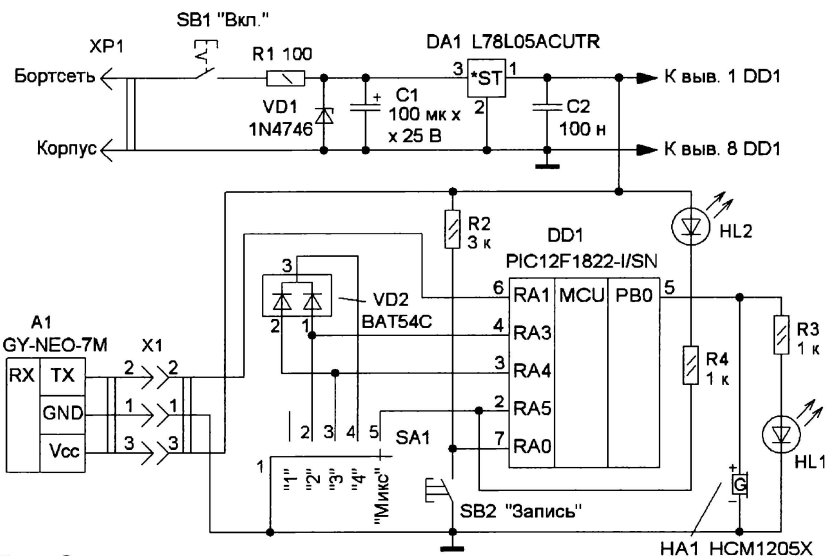 SB1 "Вкл."
XP1
R1 100
DA1 L78L05ACUTR
Бортсеть
3
*ST
1
К выв. 1 DD1
VD1
1N4746
+
C1
100 мк x
x 25 В
2
C2
100 н
Корпус
К выв. 8 DD1
R2
3 к
HL2
DD1
PIC12F1822-I/SN
3
VD2
BAT54C
2
1
6
RA1
MCU
PB0
5
4
RA3
3
RA4
2
RA5
7
RA0
R3
1 к
R4
1 к
A1
GY-NEO-7M
X1
RX
TX
2
2
GND
1
1
Vcc
3
3
2
3
4
5
SA1
1
"1"
"2"
"3"
"4"
"Микс"
SB2 "Запись"
+
G
–
HL1
HA1 HCM1205X